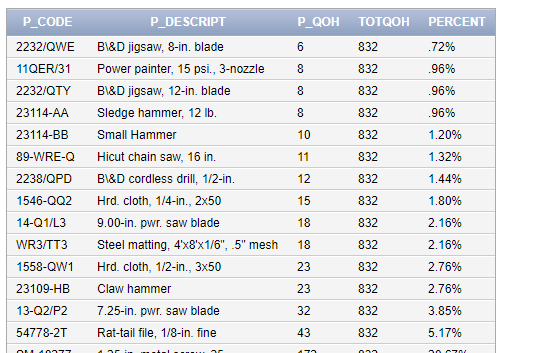 P_CODE P_DESCRIPT P_QOH TOTQOH PERCENT
2232/QWE B\&D jigsaw, 8-in. blade 6 832 .72%
11QER/31 Power painter, 15 psi., 3-nozzle 8 832 .96%
2232/QTY B\&D jigsaw, 12-in. blade 8 832 .96%
23114-AA Sledge hammer, 12 lb. 8 832 .96%
23114-BB Small Hammer 10 832 1.20%
89-WRE-Q Hicut chain saw, 16 in. 11 832 1.32%
2238/QPD B\&D cordless drill, 1/2-in. 12 832 1.44%
1546-QQ2 Hrd. cloth, 1/4-in., 2x50 15 832 1.80%
14-Q1/L3 9.00-in. pwr. saw blade 18 832 2.16%
WR3/TT3 Steel matting, 4'x8'x1/6", .5" mesh 18 832 2.16%
1558-QW1 Hrd. cloth, 1/2-in., 3x50 23 832 2.76%
23109-HB Claw hammer 23 832 2.76%
13-Q2/P2 7.25-in. pwr. saw blade 32 832 3.85%
54778-2T Rat-tail file, 1/8-in. fine 43 832 5.17%